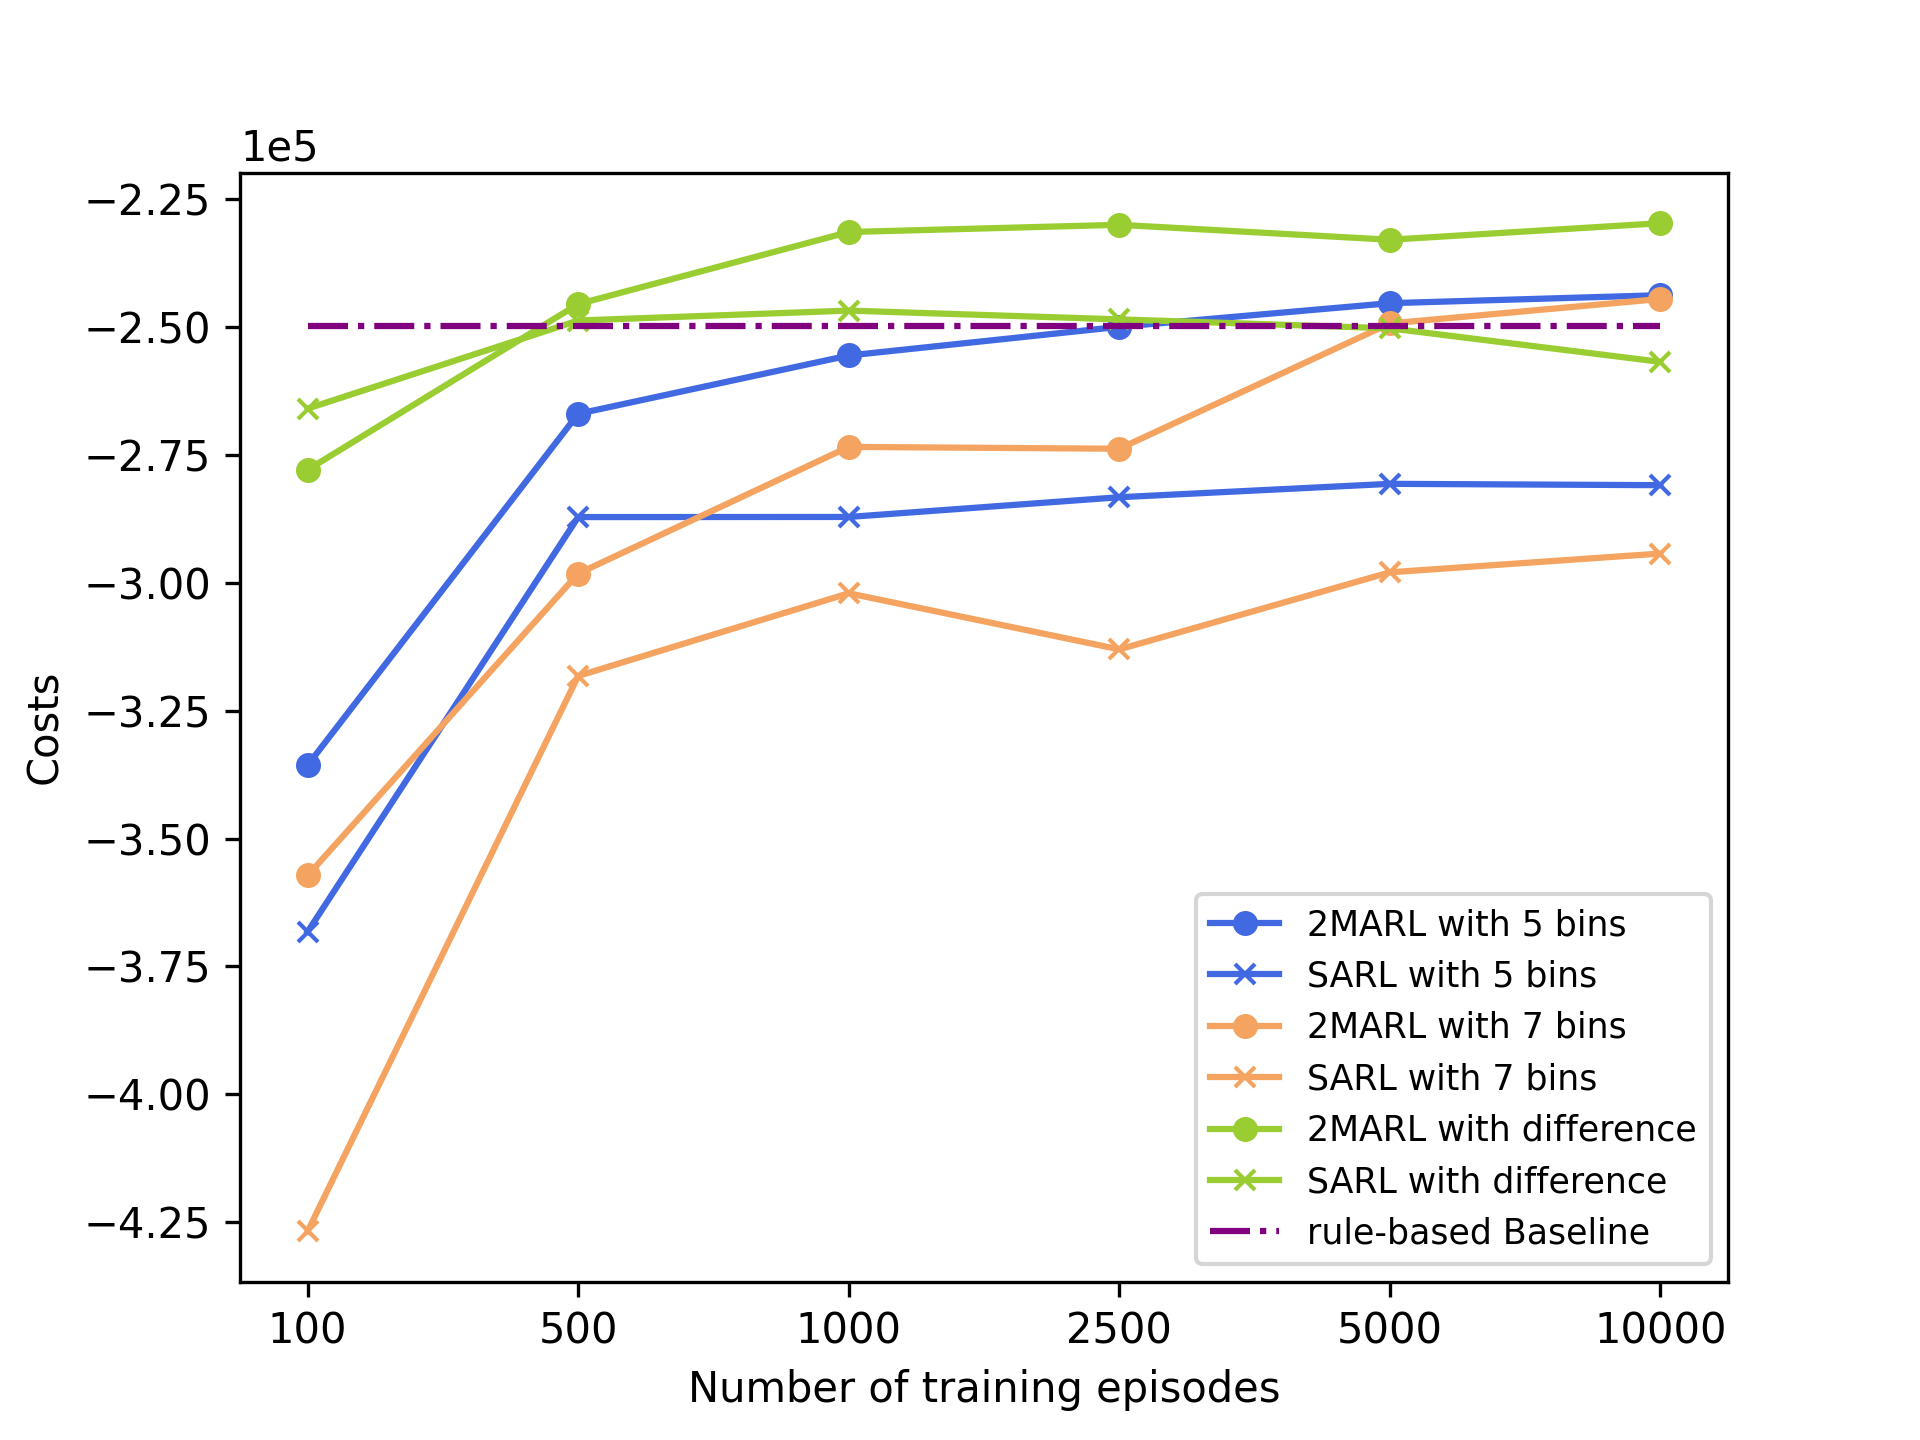 1e5
−2.25
−2.50
−2.75
−3.00
−3.25
−3.50
−3.75
−4.00
−4.25
Costs
2MARL with 5 bins
SARL with 5 bins
2MARL with 7 bins
SARL with 7 bins
2MARL with difference
SARL with difference
rule-based Baseline
100 500 1000 2500 5000 10000
Number of training episodes